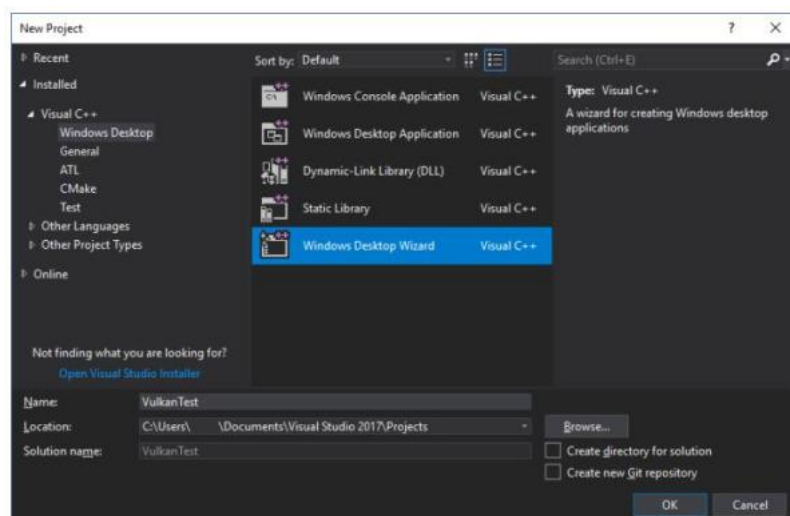 New Project
? ×
Recent
Installed
Visual C++
Windows Desktop
General
ATL
CMake
Test
Other Languages
Other Project Types
Online
Not finding what you are looking for?
Open Visual Studio Installer
Sort by: Default
Windows Console Application Visual C++
Windows Desktop Application Visual C++
Dynamic-Link Library (DLL) Visual C++
Static Library Visual C++
Windows Desktop Wizard Visual C++
Search (Ctrl+E)
Type: Visual C++
A wizard for creating Windows desktop
applications
Name: VulkanTest
Location: C:\Users\ \Documents\Visual Studio 2017\Projects
Browse...
Solution name: VulkanTest
Create directory for solution
Create new Git repository
OK Cancel